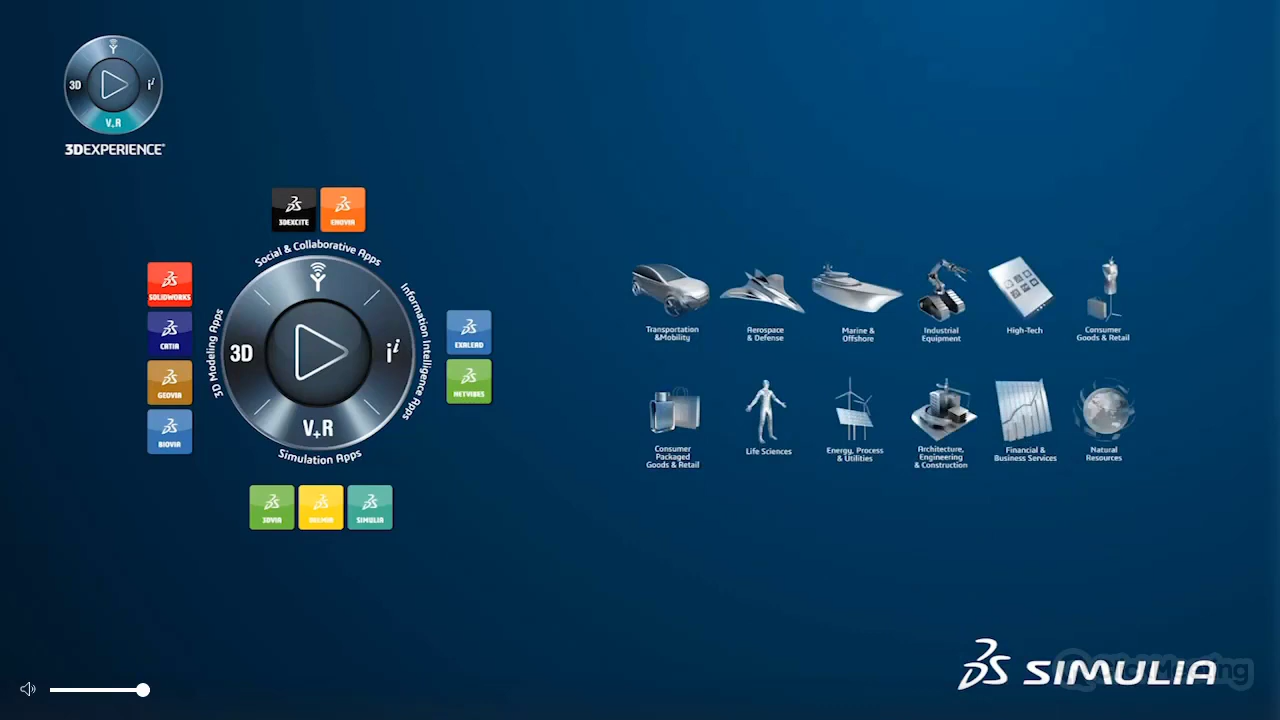 3D
i
V+R
3DEXPERIENCE®
3DEXCITE
ENOVIA
Social & Collaborative Apps
SOLIDWORKS
CATIA
GEOVIA
BIOVIA
3D Modeling Apps
3D
i
V+R
Information Intelligence Apps
EXALEAD
NETVIBES
Simulation Apps
3DVIA
DELMIA
SIMULIA
Transportation
&Mobility
Aerospace
& Defense
Marine &
Offshore
Industrial
Equipment
High-Tech
Consumer
Goods & Retail
Consumer
Packaged
Goods & Retail
Life Sciences
Energy, Process
& Utilities
Architecture,
Engineering
& Construction
Financial &
Business Services
Natural
Resources
SIMULIA